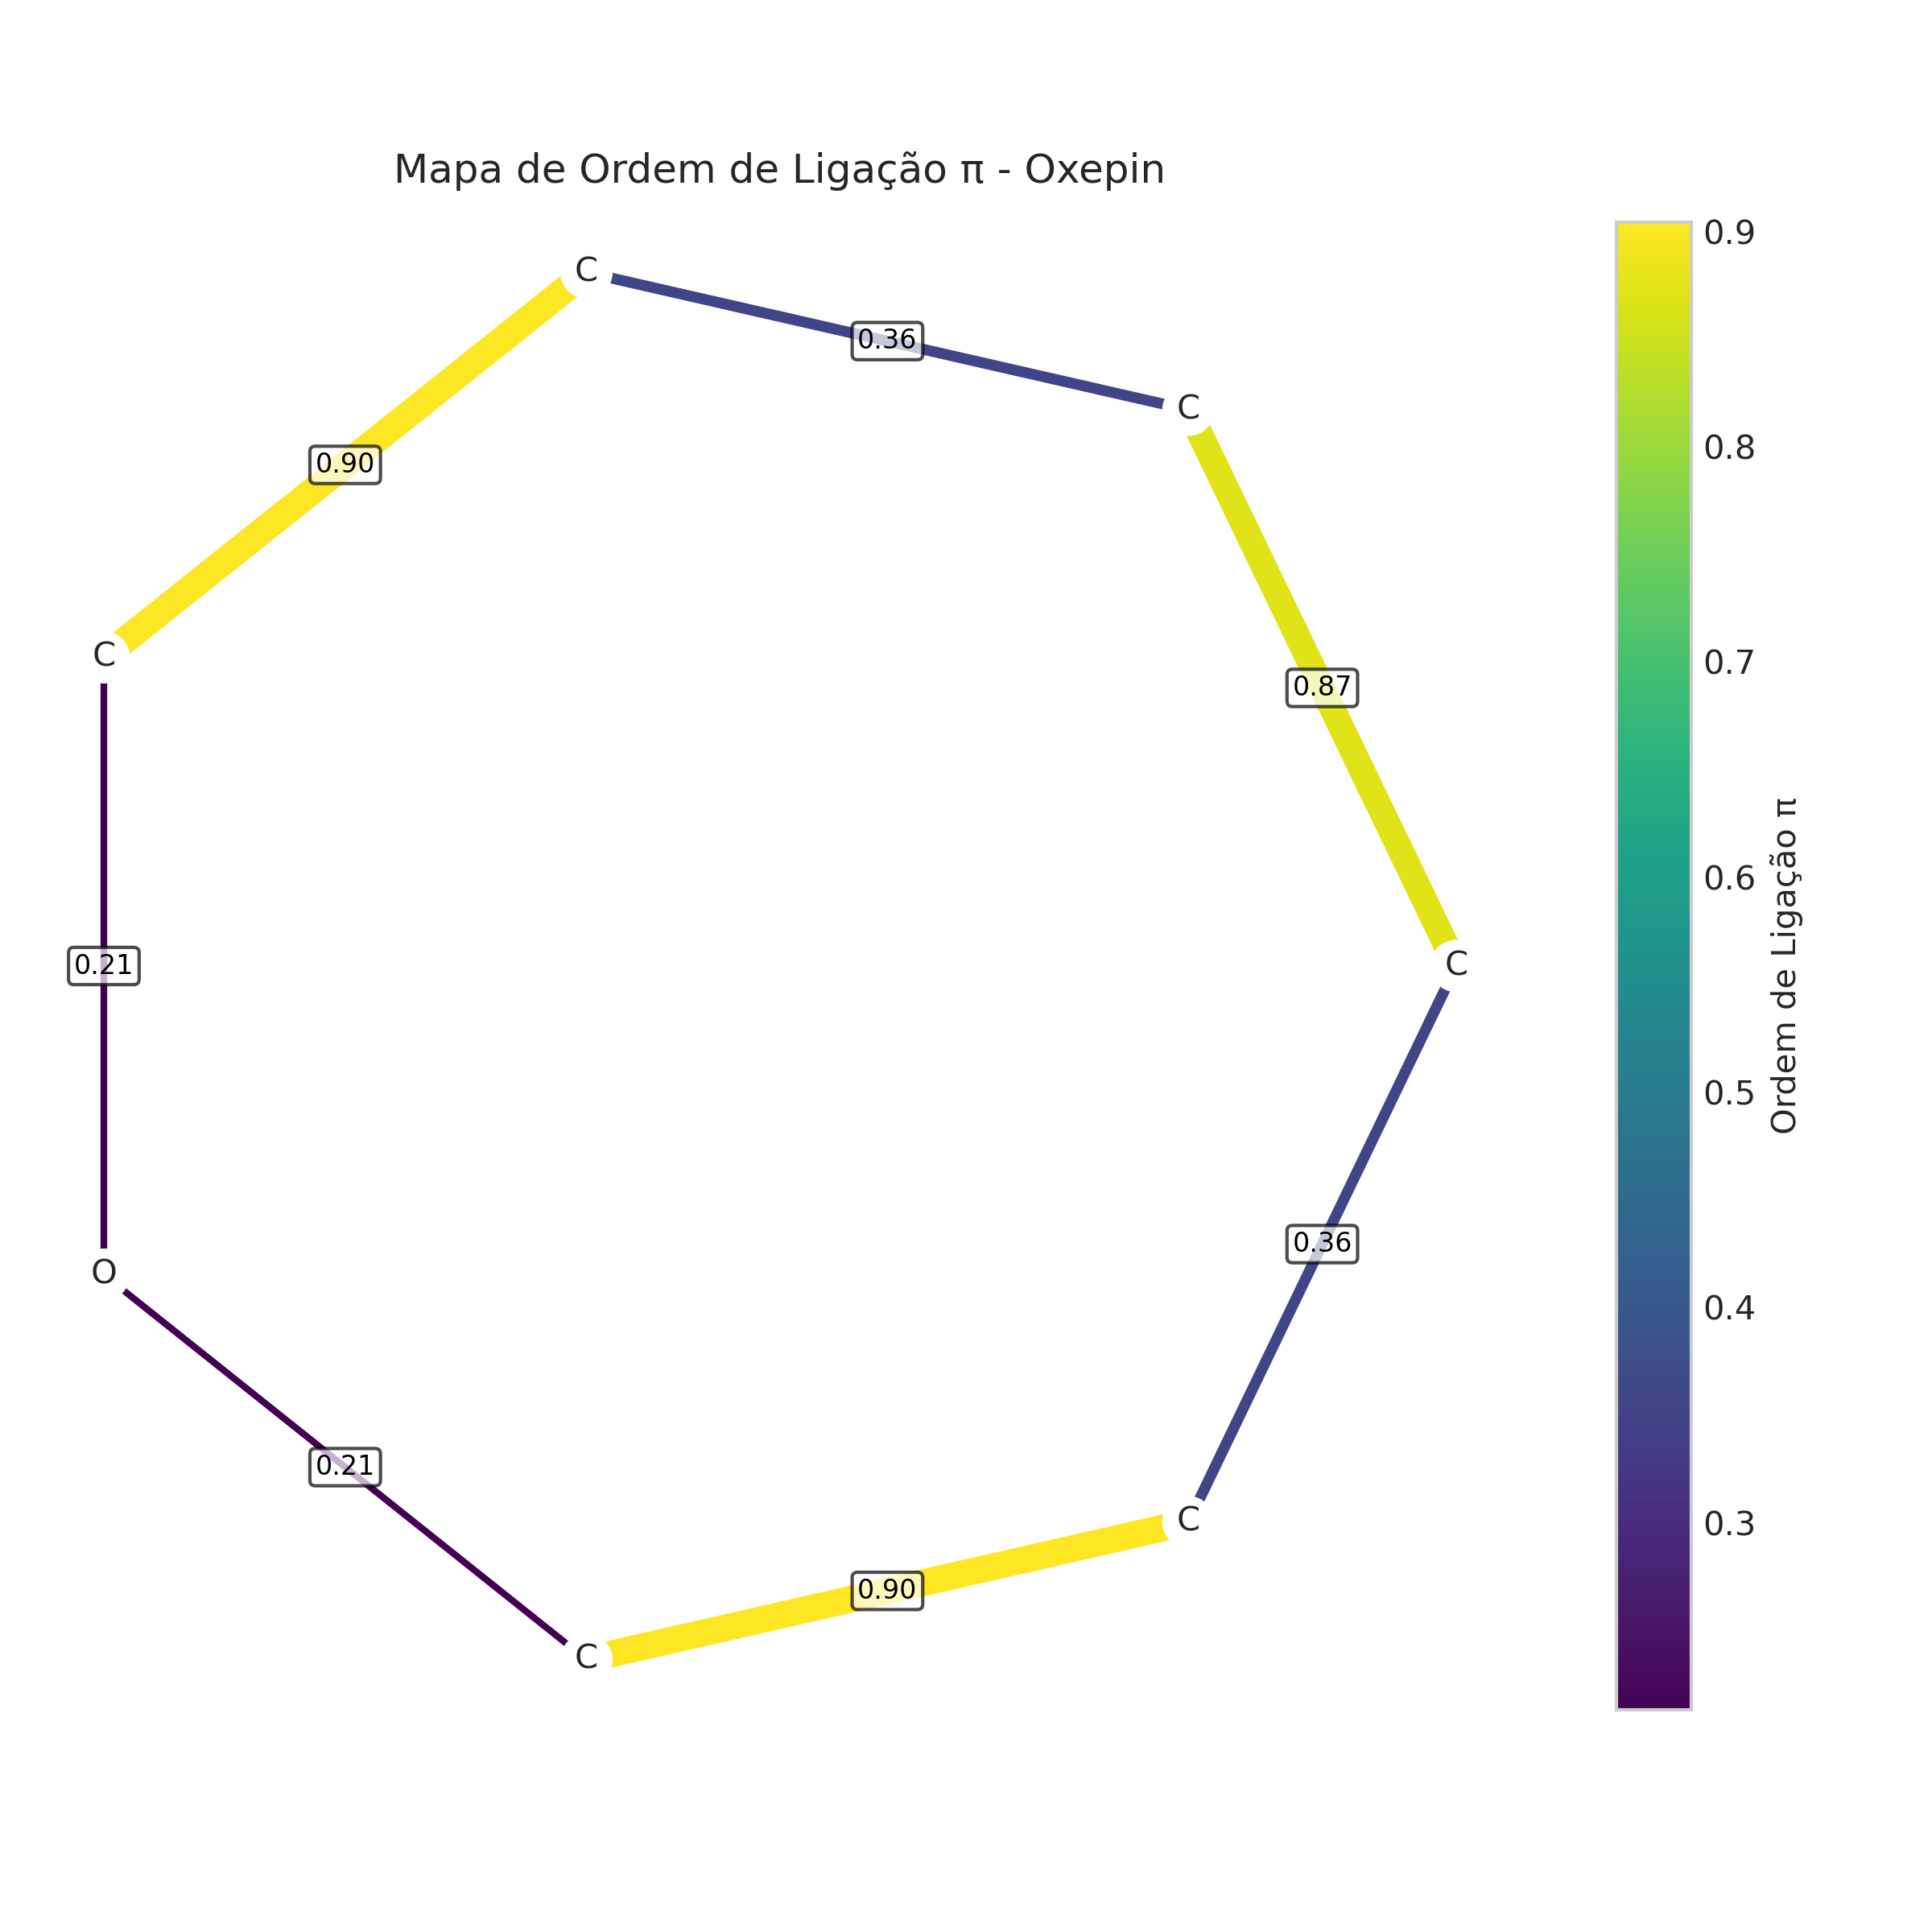 Mapa de Ordem de Ligação π - Oxepin
C
0.36
C
0.90
0.87
C
C
0.21
O
0.36
0.21
C
0.90
C
0.9
0.8
0.7
0.6
0.5
0.4
0.3
Ordem de Ligação π